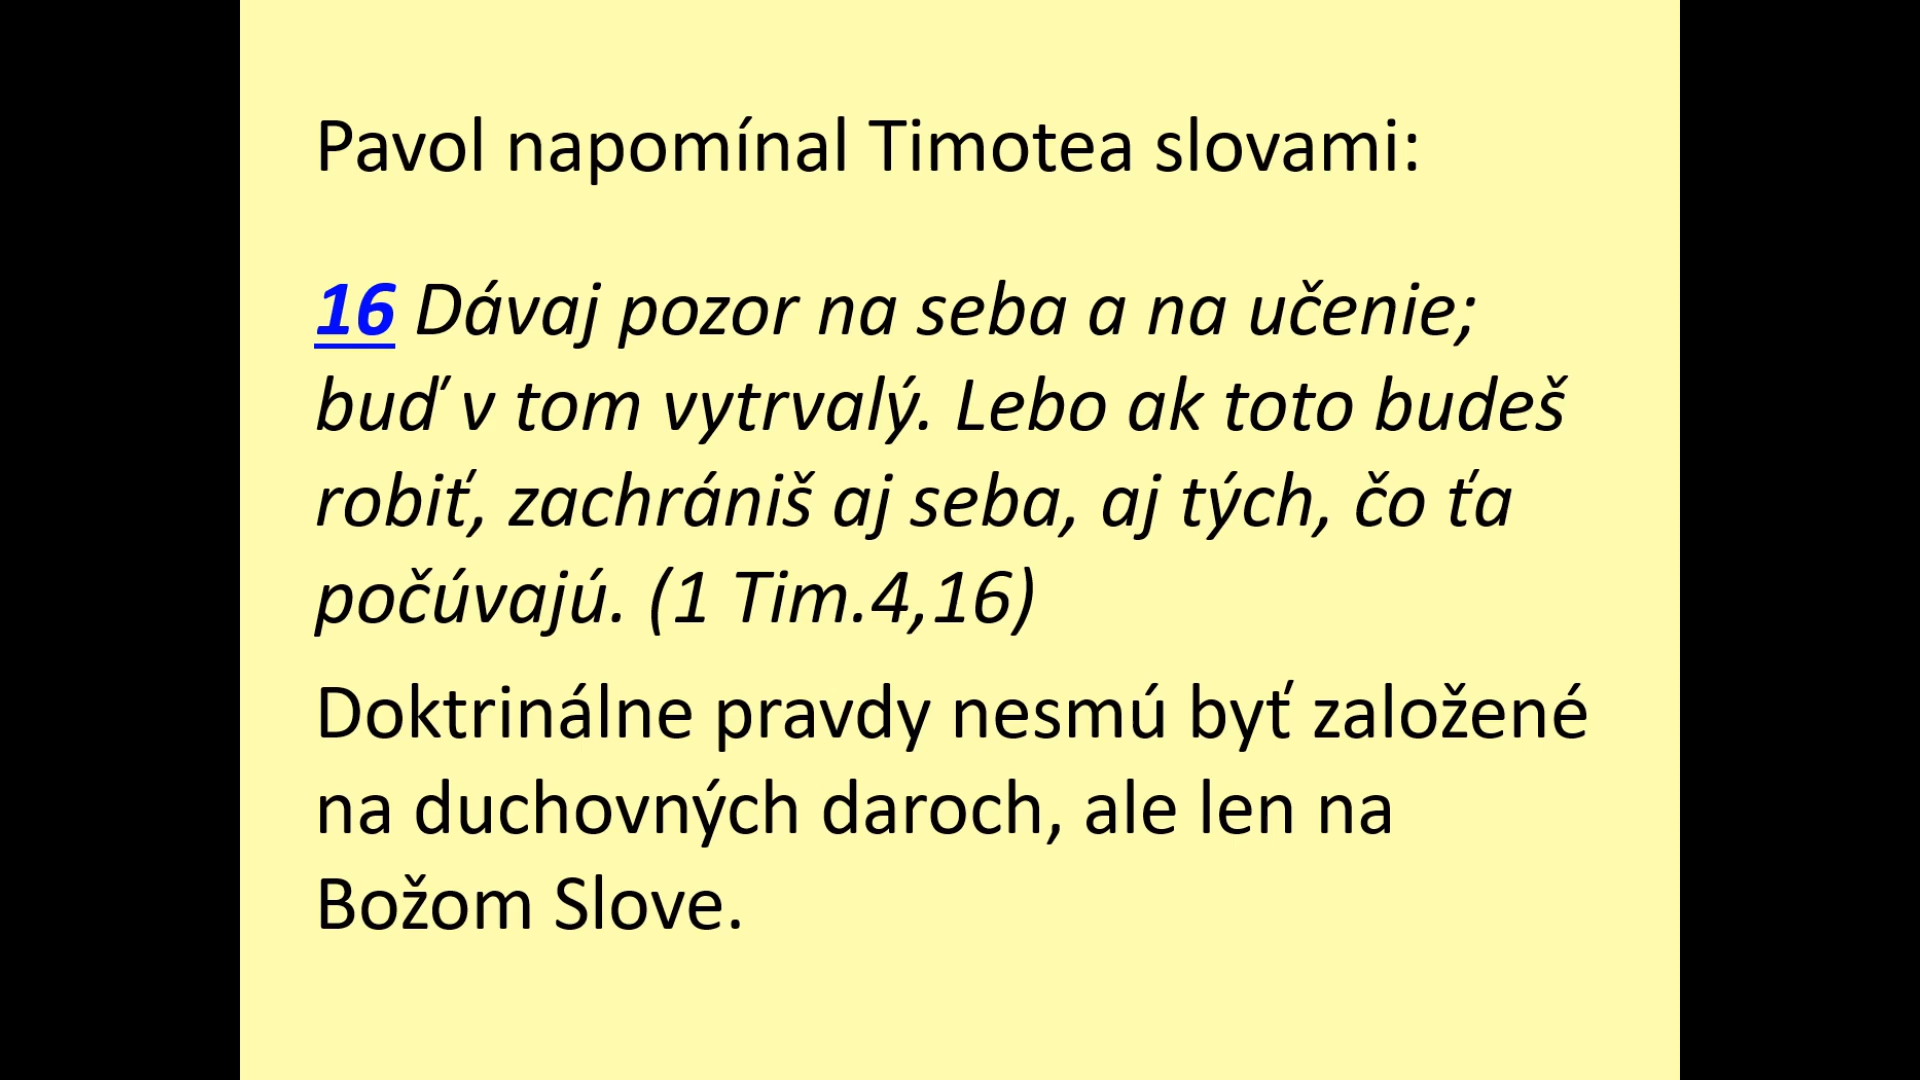 Pavol napomínal Timotea slovami:
16 Dávaj pozor na seba a na učenie;
buď v tom vytrvalý. Lebo ak toto budeš
robiť, zachrániš aj seba, aj tých, čo ťa
počúvajú. (1 Tim.4,16)
Doktrinálne pravdy nesmú byť založené
na duchovných daroch, ale len na
Božom Slove.